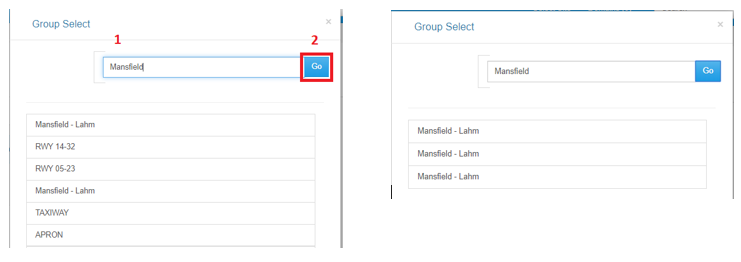 Group Select ×
1 2
Mansfield Go
Mansfield - Lahm
RWY 14-32
RWY 05-23
Mansfield - Lahm
TAXIWAY
APRON
Group Select ×
Mansfield Go
Mansfield - Lahm
Mansfield - Lahm
Mansfield - Lahm